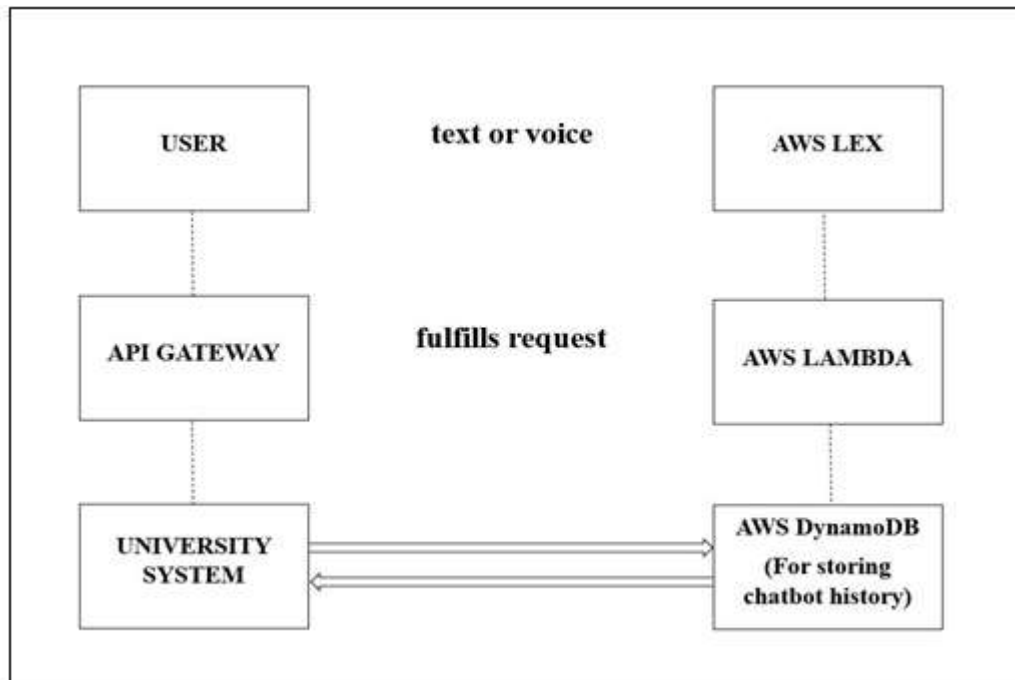 USER
text or voice
AWS LEX
API GATEWAY
fulfills request
AWS LAMBDA
UNIVERSITY
SYSTEM
AWS DynamoDB
(For storing
chatbot history)